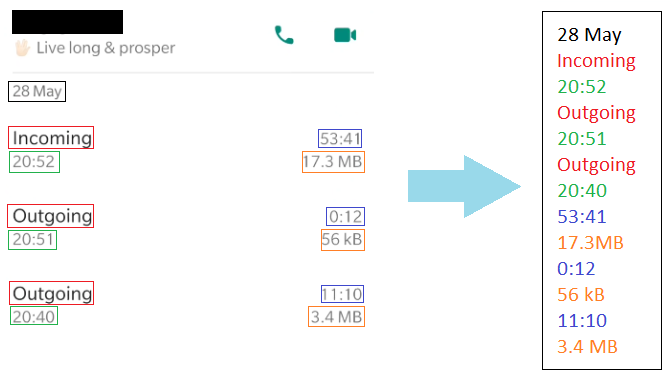 Live long & prosper
28 May
Incoming 53:41
20:52 17.3 MB
Outgoing 0:12
20:51 56 kB
Outgoing 11:10
20:40 3.4 MB
28 May
Incoming
20:52
Outgoing
20:51
Outgoing
20:40
53:41
17.3MB
0:12
56 kB
11:10
3.4 MB